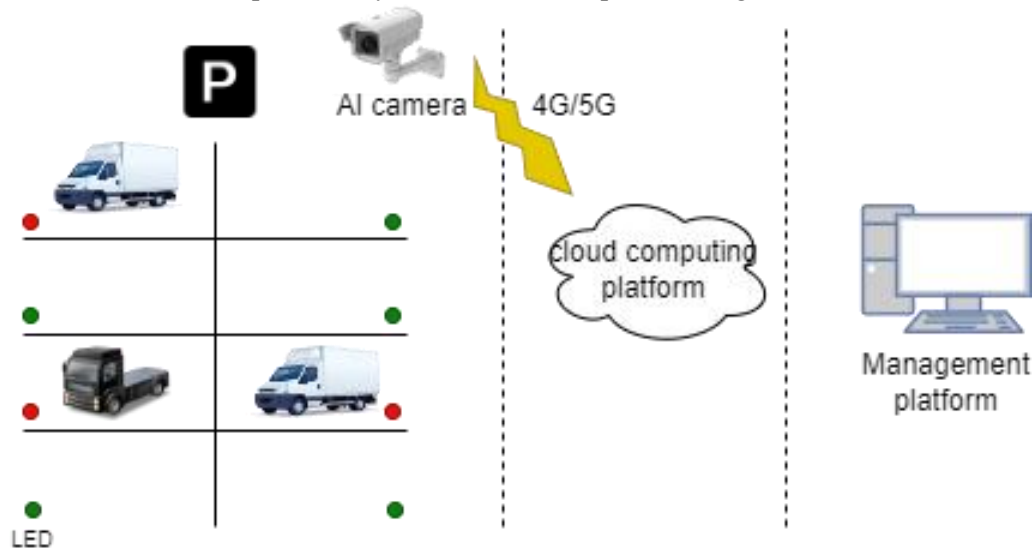 P
AI camera
4G/5G
cloud computing
platform
Management
platform
LED